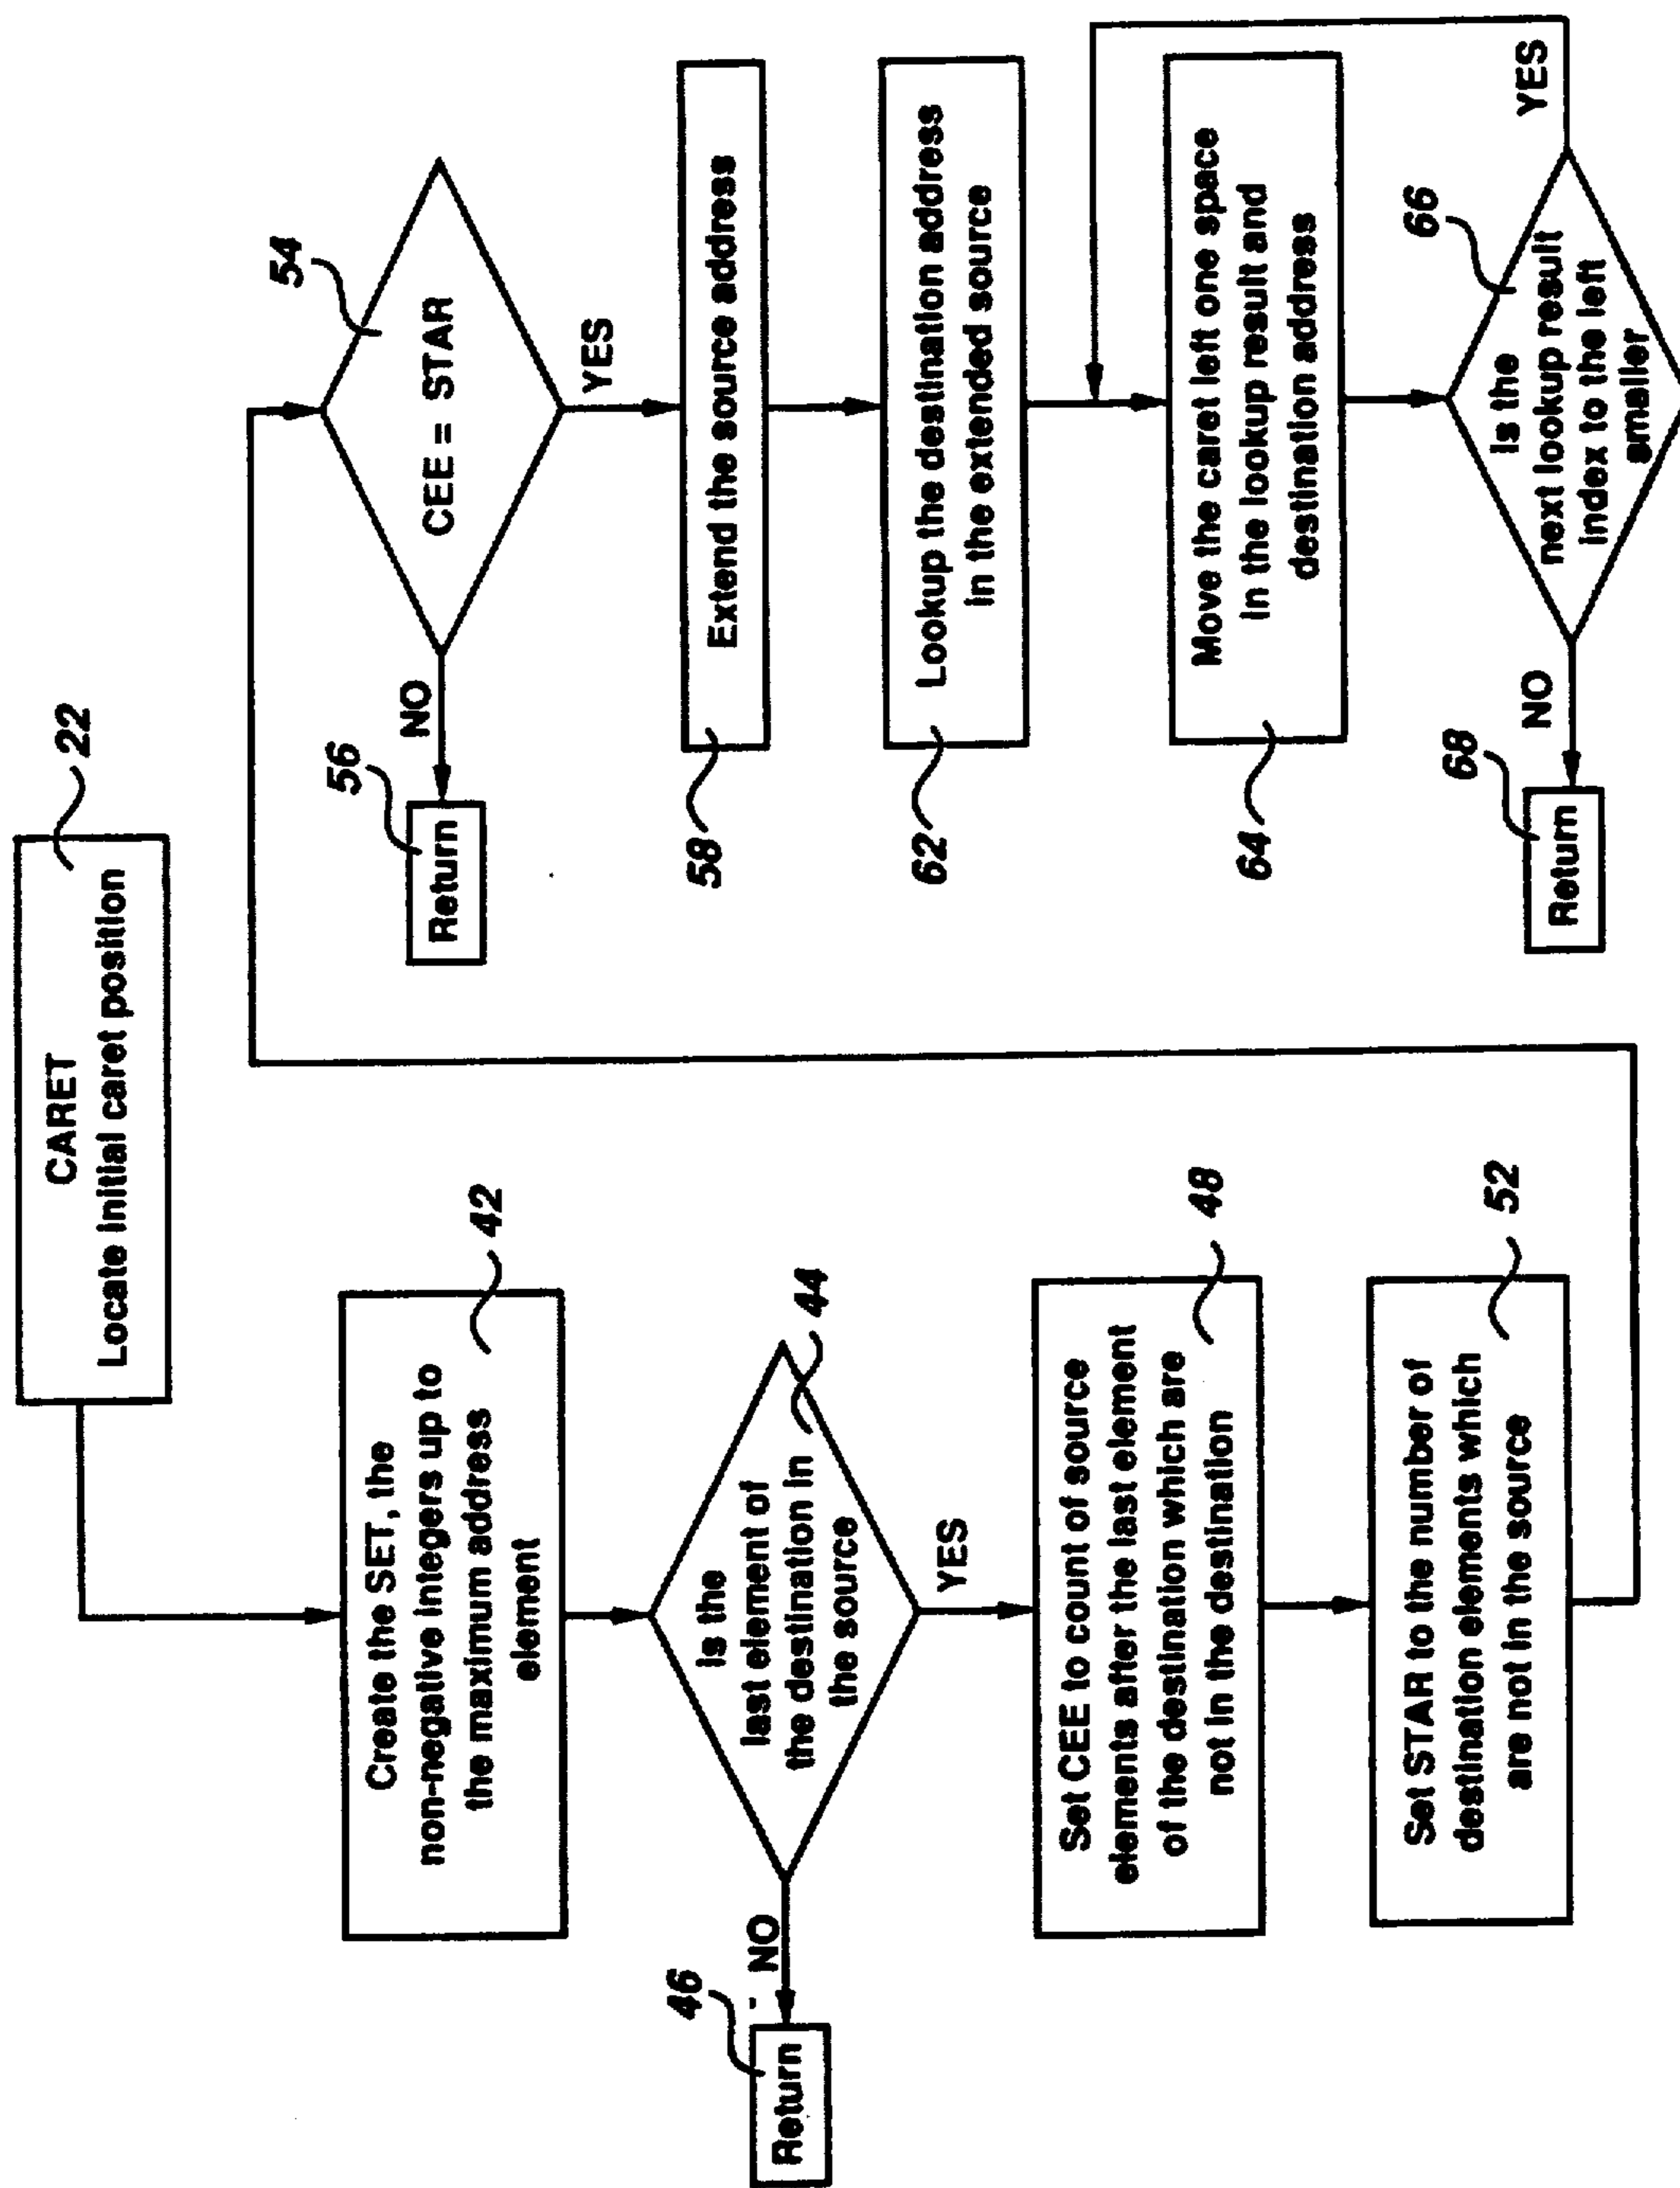 CARET
Locate initial caret position
22
Create the SET, the
non-negative integers up to
the maximum address
element
42
Is the
last element of
the destination in
the source
44
NO
46
Return
YES
Set CEE to count of source
elements after the last element
of the destination which are
not in the destination
48
Set STAR to the number of
destination elements which
are not in the source
52
CEE = STAR
54
NO
56
Return
YES
Extend the source address
58
Lookup the destination address
in the extended source
62
Move the caret left one space
in the lookup result and
destination address
64
Is the
next lookup result
index to the left
smaller
66
YES
NO
68
Return